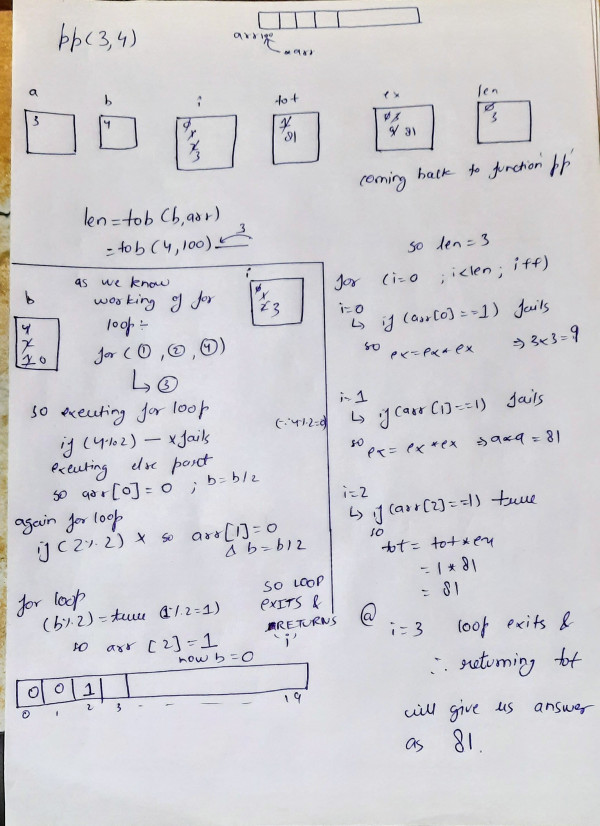 pp(3,4)
arr100
*arr
a
b
i
tot
ex
len
3
4
0
1
2
3
1
81
0 3
9 81
0
3
coming back to function 'pp'
len = tob (b, arr)
= tob (4, 100)
3
as we know
working of for
loop :-
for ( ①, ②, ④ )
↳ ③
b
4
2
1 0
i
0
1
2 3
so executing for loop
(∵ 4%2=0)
if (4%2) — x fails
executing else part
so arr[0] = 0 ; b = b/2
again for loop
if (2%2) x so arr[1] = 0
& b = b/2
for loop
(b%2) = true (1%2=1)
so arr [2] = 1
now b = 0
SO LOOP
EXITS &
RETURNS
'i'
0 0 1
0 1 2 3 - - - - 19
so len = 3
for (i=0 ; i<len ; i++)
i=0
↳ if (arr[0]==1) fails
so ex = ex * ex ⇒ 3x3 = 9
i=1
↳ if (arr[1]==1) fails
so ex = ex * ex ⇒ 9x9 = 81
i=2
↳ if (arr[2]==1) true
so
tot = tot * ex
= 1 * 81
= 81
@ i=3 loop exits &
∴ returning tot
will give us answer
as 81.